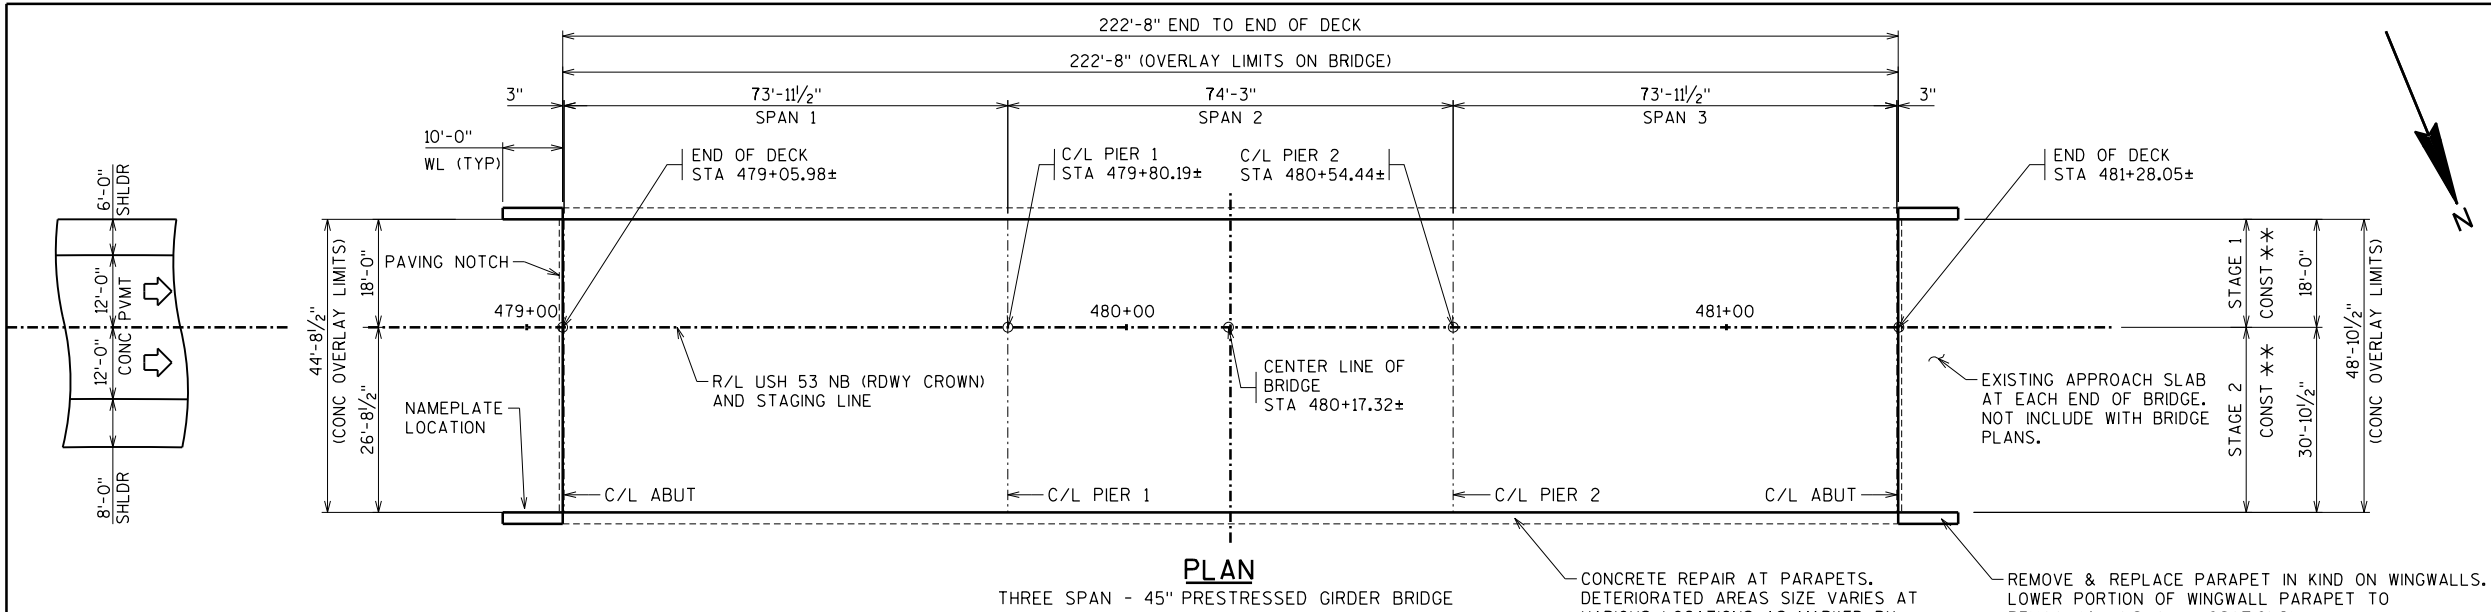 222'-8" END TO END OF DECK
222'-8" (OVERLAY LIMITS ON BRIDGE)
3"
73'-11½"
SPAN 1
74'-3"
SPAN 2
73'-11½"
SPAN 3
3"
10'-0"
WL (TYP)
END OF DECK
STA 479+05.98±
C/L PIER 1
STA 479+80.19±
C/L PIER 2
STA 480+54.44±
END OF DECK
STA 481+28.05±
N
6'-0"
SHLDR
12'-0"
12'-0"
CONC PVMT
8'-0"
SHLDR
44'-8½"
(CONC OVERLAY LIMITS)
18'-0"
26'-8½"
PAVING NOTCH
479+00
480+00
481+00
R/L USH 53 NB (RDWY CROWN)
AND STAGING LINE
CENTER LINE OF
BRIDGE
STA 480+17.32±
NAMEPLATE
LOCATION
EXISTING APPROACH SLAB
AT EACH END OF BRIDGE.
NOT INCLUDE WITH BRIDGE
PLANS.
STAGE 1
CONST **
18'-0"
STAGE 2
CONST **
30'-10½"
48'-10½"
(CONC OVERLAY LIMITS)
C/L ABUT
C/L PIER 1
C/L PIER 2
C/L ABUT
PLAN
THREE SPAN - 45" PRESTRESSED GIRDER BRIDGE
CONCRETE REPAIR AT PARAPETS.
DETERIORATED AREAS SIZE VARIES AT
REMOVE & REPLACE PARAPET IN KIND ON WINGWALLS.
LOWER PORTION OF WINGWALL PARAPET TO